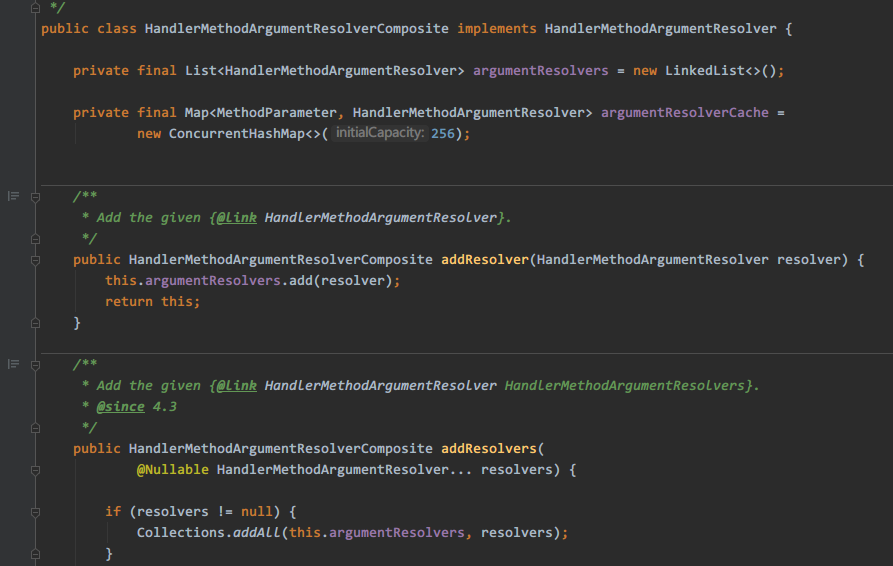 */
public class HandlerMethodArgumentResolverComposite implements HandlerMethodArgumentResolver {
private final List<HandlerMethodArgumentResolver> argumentResolvers = new LinkedList<>();
private final Map<MethodParameter, HandlerMethodArgumentResolver> argumentResolverCache =
new ConcurrentHashMap<>( initialCapacity: 256);
/**
* Add the given {@link HandlerMethodArgumentResolver}.
*/
public HandlerMethodArgumentResolverComposite addResolver(HandlerMethodArgumentResolver resolver) {
this.argumentResolvers.add(resolver);
return this;
}
/**
* Add the given {@link HandlerMethodArgumentResolver HandlerMethodArgumentResolvers}.
* @since 4.3
*/
public HandlerMethodArgumentResolverComposite addResolvers(
@Nullable HandlerMethodArgumentResolver... resolvers) {
if (resolvers != null) {
Collections.addAll(this.argumentResolvers, resolvers);
}